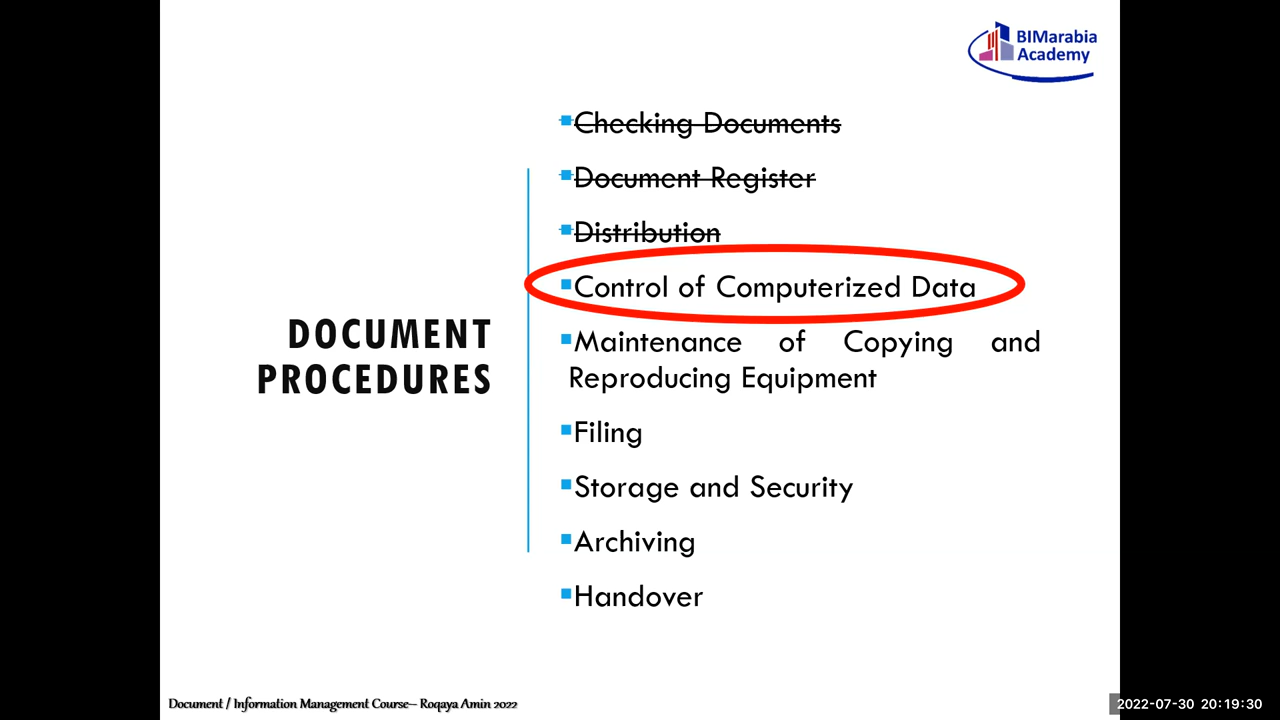 BIMarabia
Academy
Checking Documents
Document Register
Distribution
Control of Computerized Data
Maintenance of Copying and
Reproducing Equipment
Filing
Storage and Security
Archiving
Handover
DOCUMENT
PROCEDURES
Document / Information Management Course– Roqaya Amin 2022
2022-07-30 20:19:30